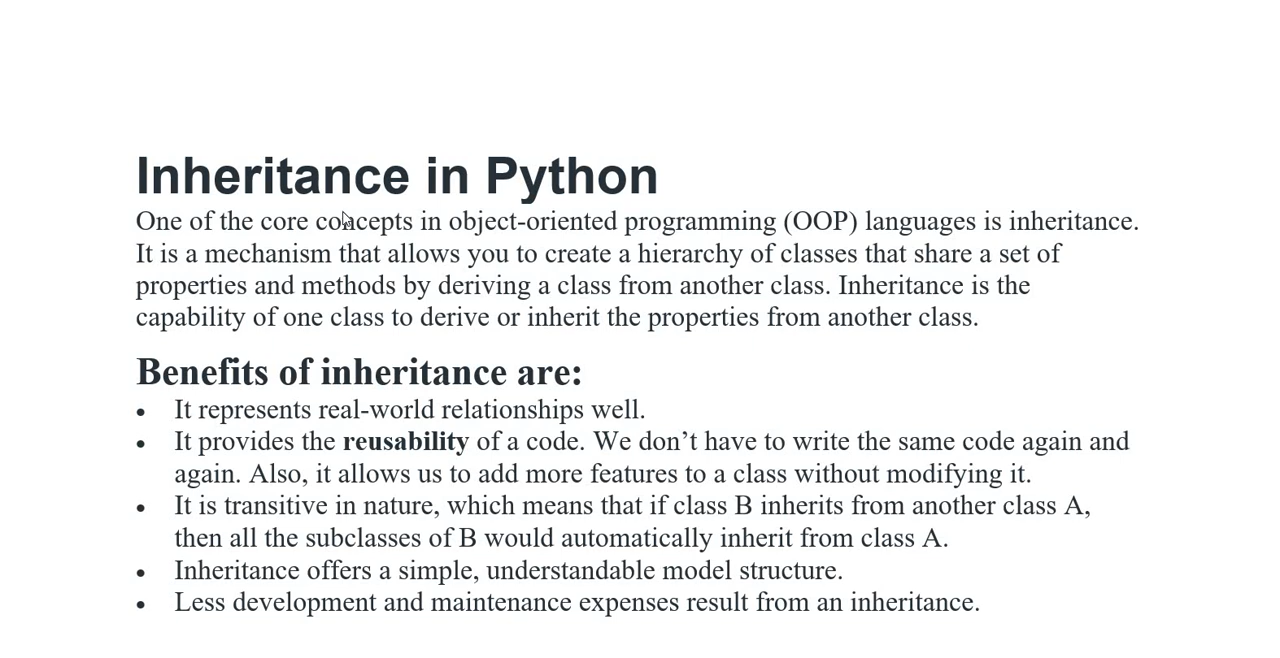 Inheritance in Python
One of the core concepts in object-oriented programming (OOP) languages is inheritance.
It is a mechanism that allows you to create a hierarchy of classes that share a set of
properties and methods by deriving a class from another class. Inheritance is the
capability of one class to derive or inherit the properties from another class.
Benefits of inheritance are:
• It represents real-world relationships well.
• It provides the reusability of a code. We don’t have to write the same code again and
again. Also, it allows us to add more features to a class without modifying it.
• It is transitive in nature, which means that if class B inherits from another class A,
then all the subclasses of B would automatically inherit from class A.
• Inheritance offers a simple, understandable model structure.
• Less development and maintenance expenses result from an inheritance.